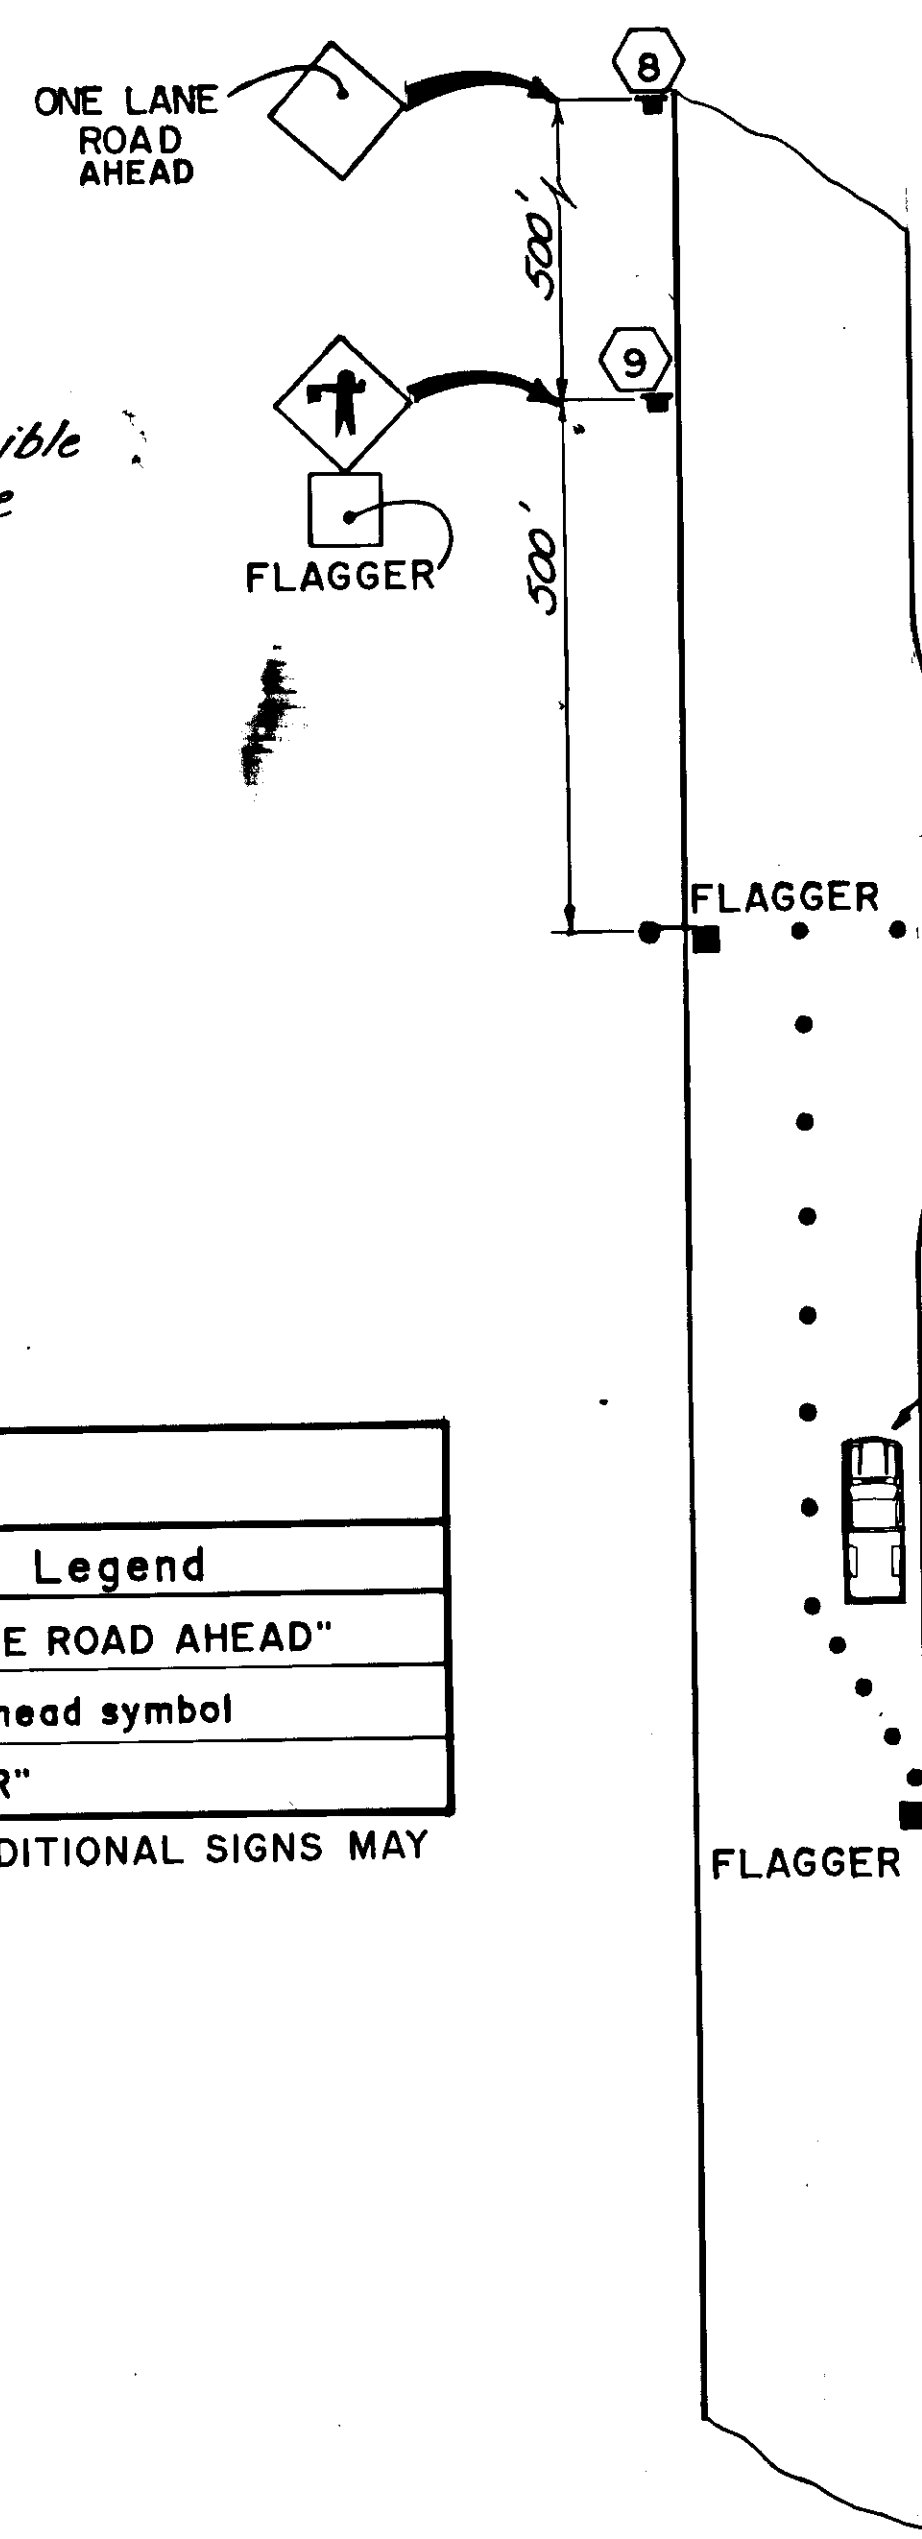 8
ONE LANE
ROAD
AHEAD
500'
9
ible
e
500'
FLAGGER
FLAGGER
Legend
E ROAD AHEAD"
head symbol
R"
DITIONAL SIGNS MAY
FLAGGER